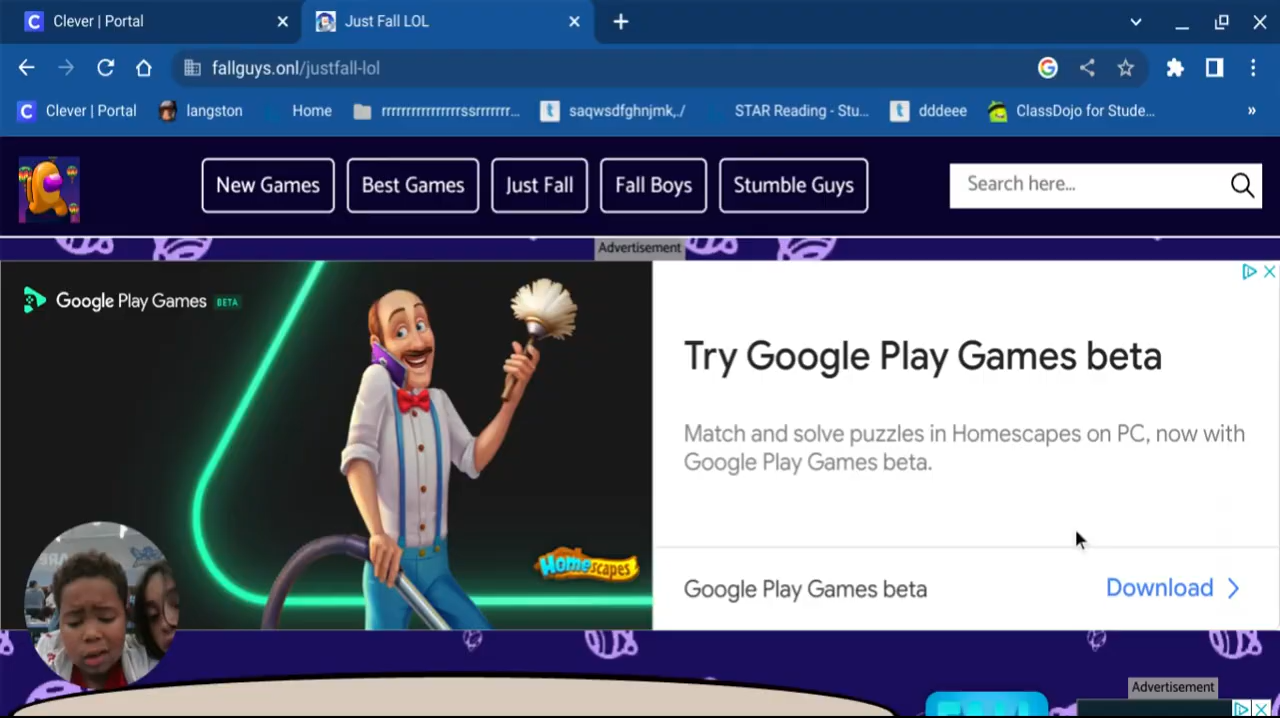 Clever | Portal
Just Fall LOL
fallguys.onl/justfall-lol
Clever | Portal
langston
Home
rrrrrrrrrrrrrrrssrrrrrrr...
saqwsdfghnjmk,./
STAR Reading - Stu...
dddeee
ClassDojo for Stude...
»
New Games
Best Games
Just Fall
Fall Boys
Stumble Guys
Search here...
Advertisement
Google Play Games BETA
Try Google Play Games beta
Match and solve puzzles in Homescapes on PC, now with
Google Play Games beta.
Homescapes
Google Play Games beta
Download
Advertisement